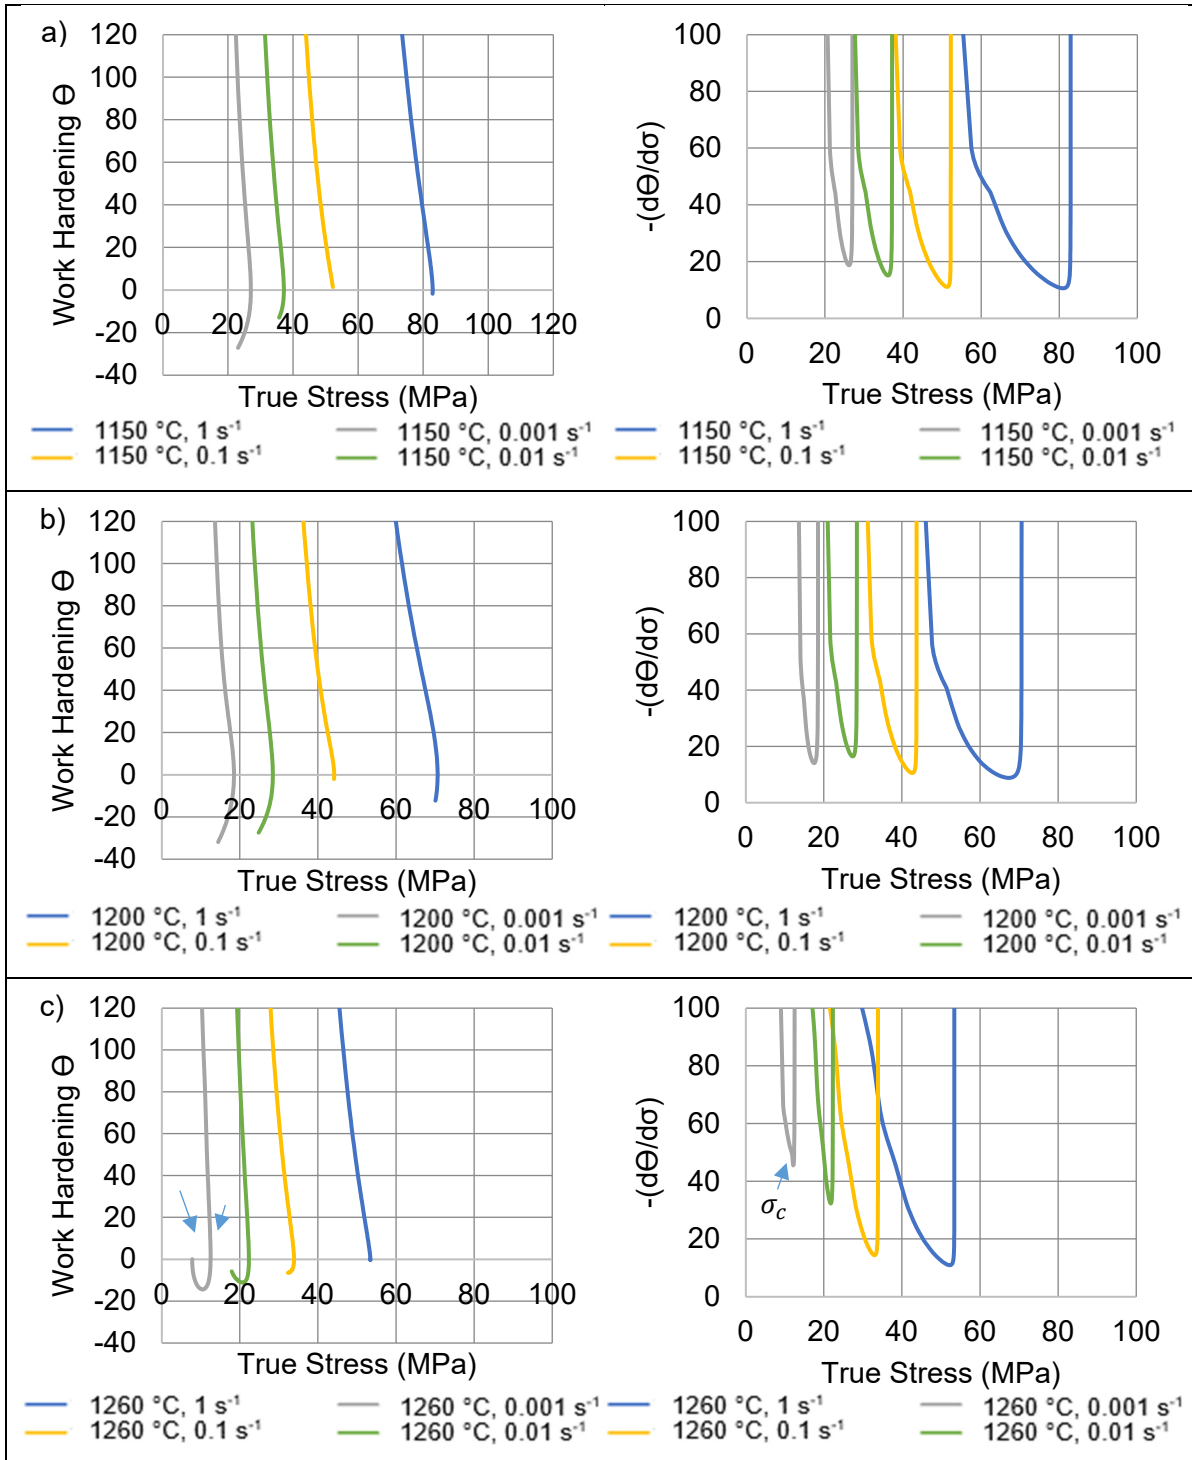 a)
120
100
80
60
40
20
0
-20
-40
0 20 40 60 80 100 120
Work Hardening Ө
True Stress (MPa)
1150 °C, 1 s-1
1150 °C, 0.001 s-1
1150 °C, 0.1 s-1
1150 °C, 0.01 s-1
100
80
60
40
20
0
0 20 40 60 80 100
-(dӨ/dσ)
True Stress (MPa)
1150 °C, 1 s-1
1150 °C, 0.001 s-1
1150 °C, 0.1 s-1
1150 °C, 0.01 s-1
b)
120
100
80
60
40
20
0
-20
-40
0 20 40 60 80 100
Work Hardening Ө
True Stress (MPa)
1200 °C, 1 s-1
1200 °C, 0.001 s-1
1200 °C, 0.1 s-1
1200 °C, 0.01 s-1
100
80
60
40
20
0
0 20 40 60 80 100
-(dӨ/dσ)
True Stress (MPa)
1200 °C, 1 s-1
1200 °C, 0.001 s-1
1200 °C, 0.1 s-1
1200 °C, 0.01 s-1
c)
120
100
80
60
40
20
0
-20
-40
0 20 40 60 80 100
Work Hardening Ө
True Stress (MPa)
1260 °C, 1 s-1
1260 °C, 0.001 s-1
1260 °C, 0.1 s-1
1260 °C, 0.01 s-1
100
80
60
40
20
0
0 20 40 60 80 100
-(dӨ/dσ)
σc
True Stress (MPa)
1260 °C, 1 s-1
1260 °C, 0.001 s-1
1260 °C, 0.1 s-1
1260 °C, 0.01 s-1